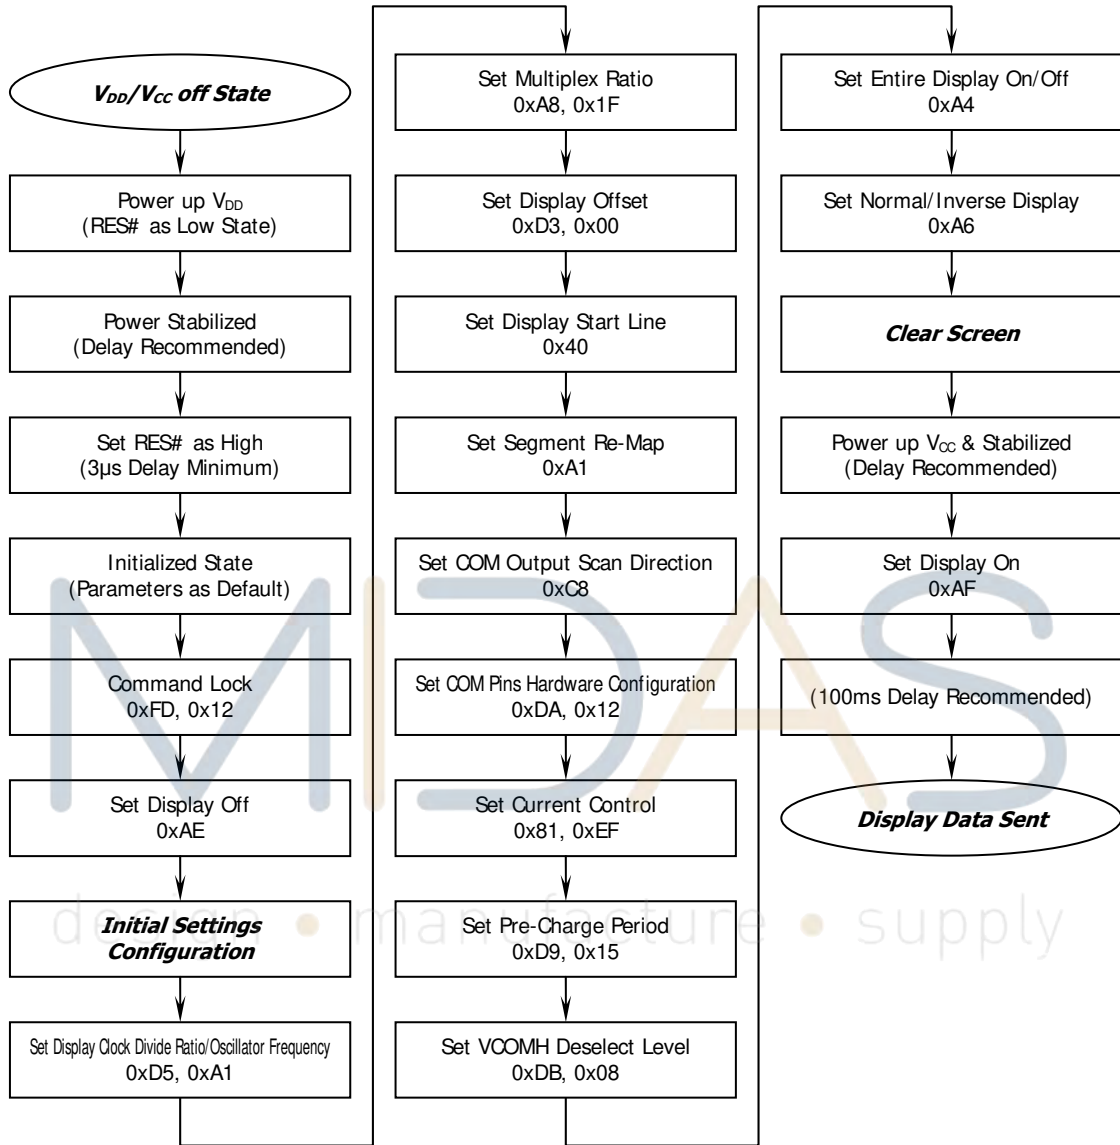 V_DD/V_CC off State
Power up V_DD
(RES# as Low State)
Power Stabilized
(Delay Recommended)
Set RES# as High
(3μs Delay Minimum)
Initialized State
(Parameters as Default)
Command Lock
0xFD, 0x12
Set Display Off
0xAE
Initial Settings
Configuration
Set Display Clock Divide Ratio/Oscillator Frequency
0xD5, 0xA1
Set Multiplex Ratio
0xA8, 0x1F
Set Display Offset
0xD3, 0x00
Set Display Start Line
0x40
Set Segment Re-Map
0xA1
Set COM Output Scan Direction
0xC8
Set COM Pins Hardware Configuration
0xDA, 0x12
Set Current Control
0x81, 0xEF
Set Pre-Charge Period
0xD9, 0x15
Set VCOMH Deselect Level
0xDB, 0x08
Set Entire Display On/Off
0xA4
Set Normal/Inverse Display
0xA6
Clear Screen
Power up V_CC & Stabilized
(Delay Recommended)
Set Display On
0xAF
(100ms Delay Recommended)
Display Data Sent
MIDAS
design • manufacture • supply